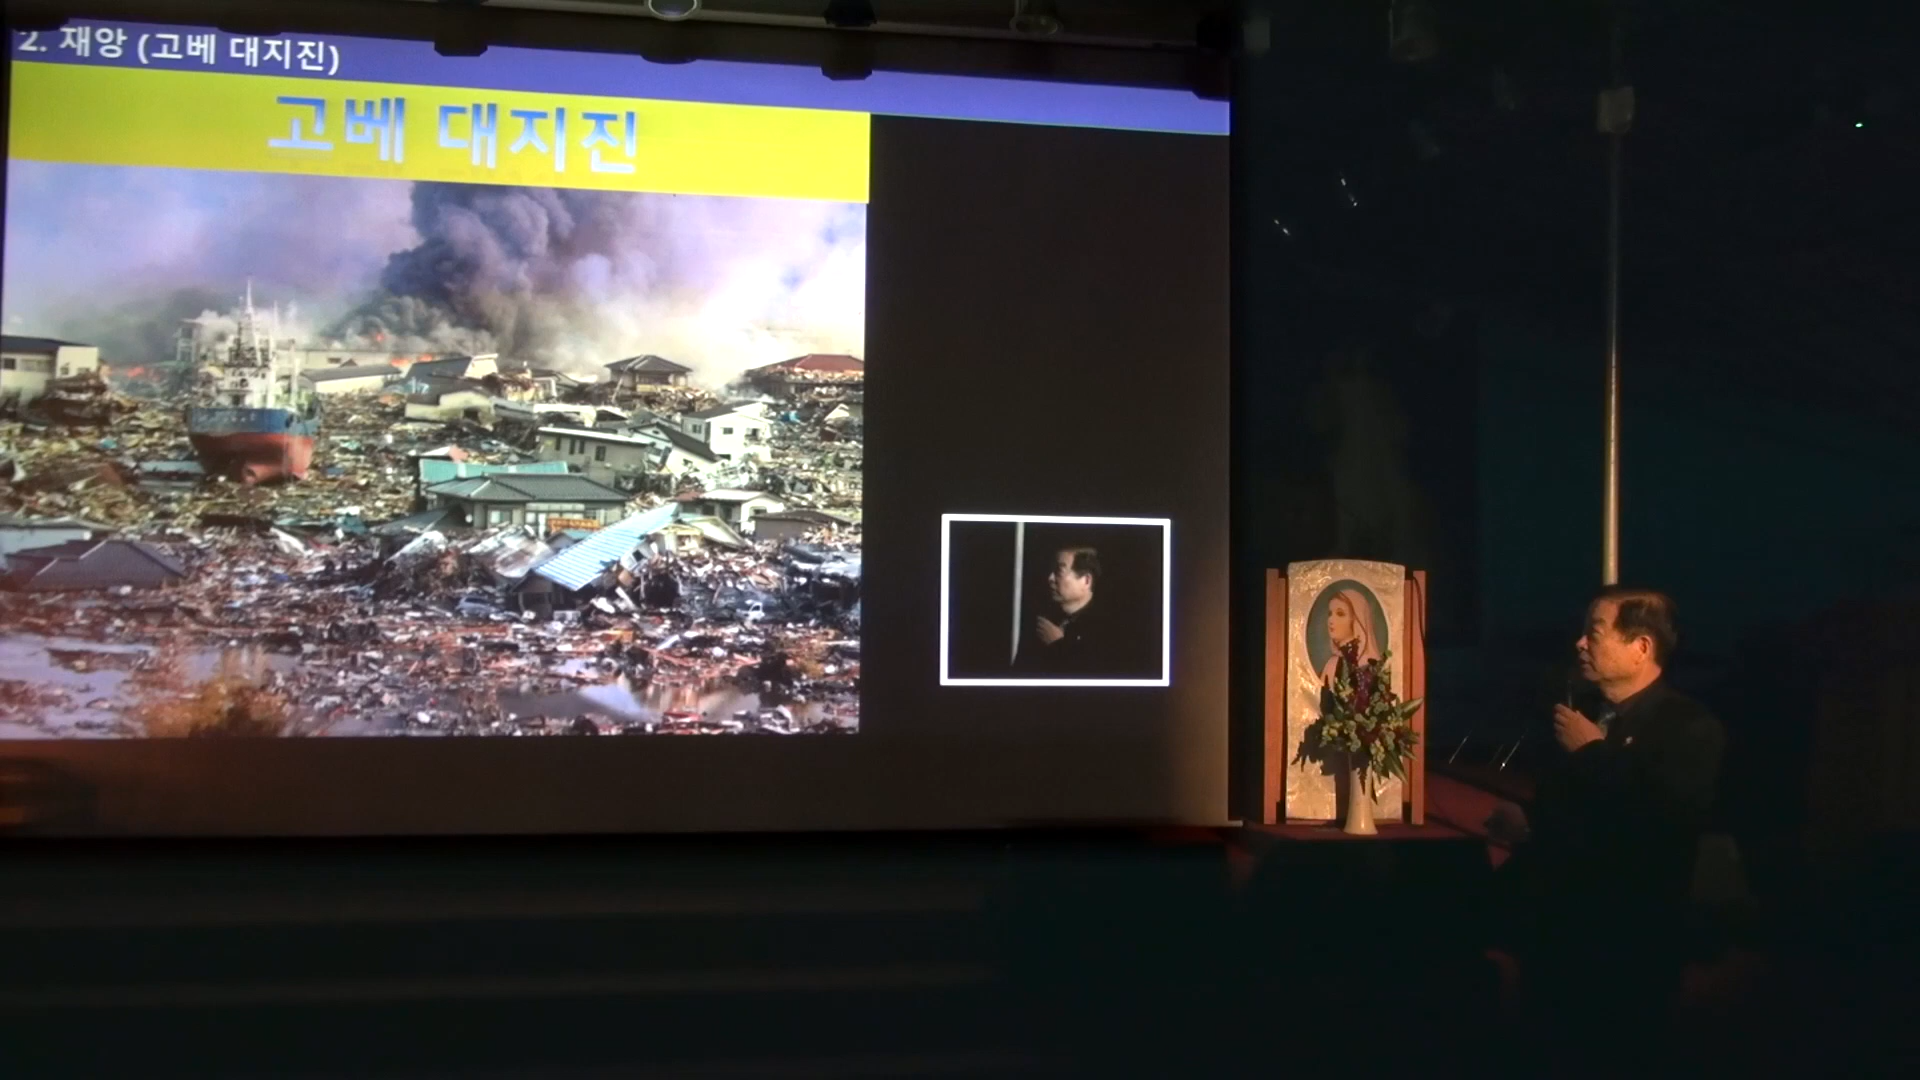 2. 재앙 (고베 대지진)
고베 대지진